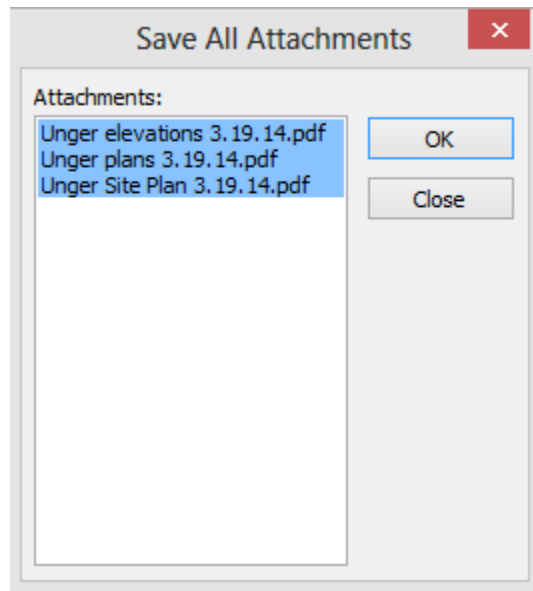 Save All Attachments
Attachments:
Unger elevations 3.19.14.pdf
Unger plans 3.19.14.pdf
Unger Site Plan 3.19.14.pdf
OK
Close